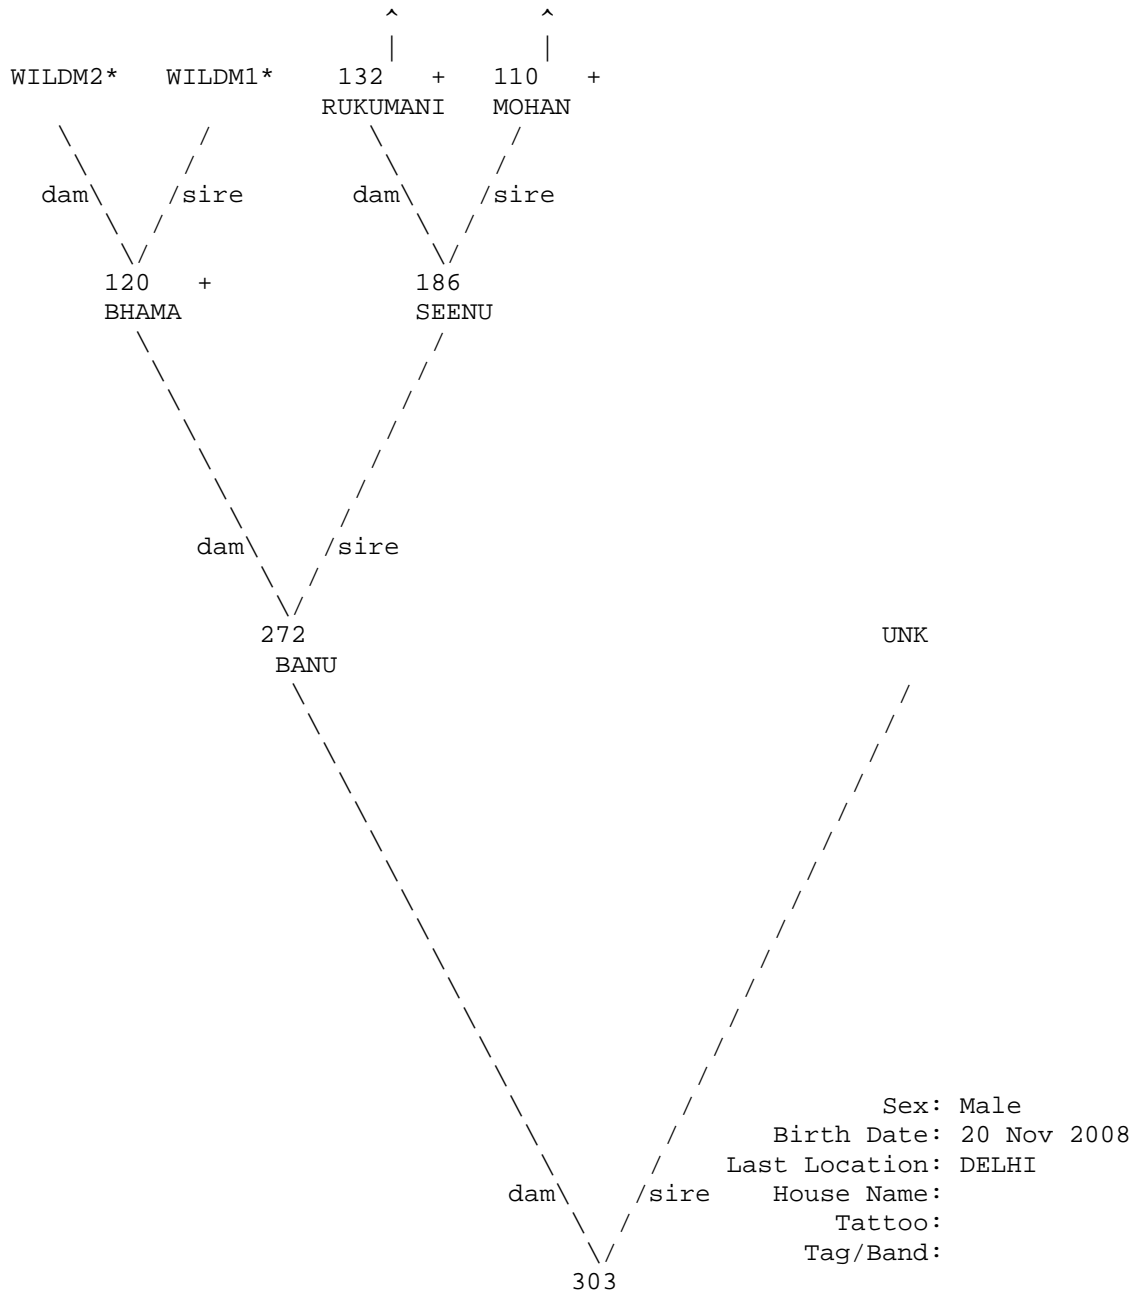 ^ ^
| |
WILDM2* WILDM1* 132 + 110 +
RUKUMANI MOHAN
dam sire dam sire
120 + 186
BHAMA SEENU
dam sire
272 UNK
BANU
Sex: Male
Birth Date: 20 Nov 2008
Last Location: DELHI
dam sire House Name:
Tattoo:
Tag/Band:
303